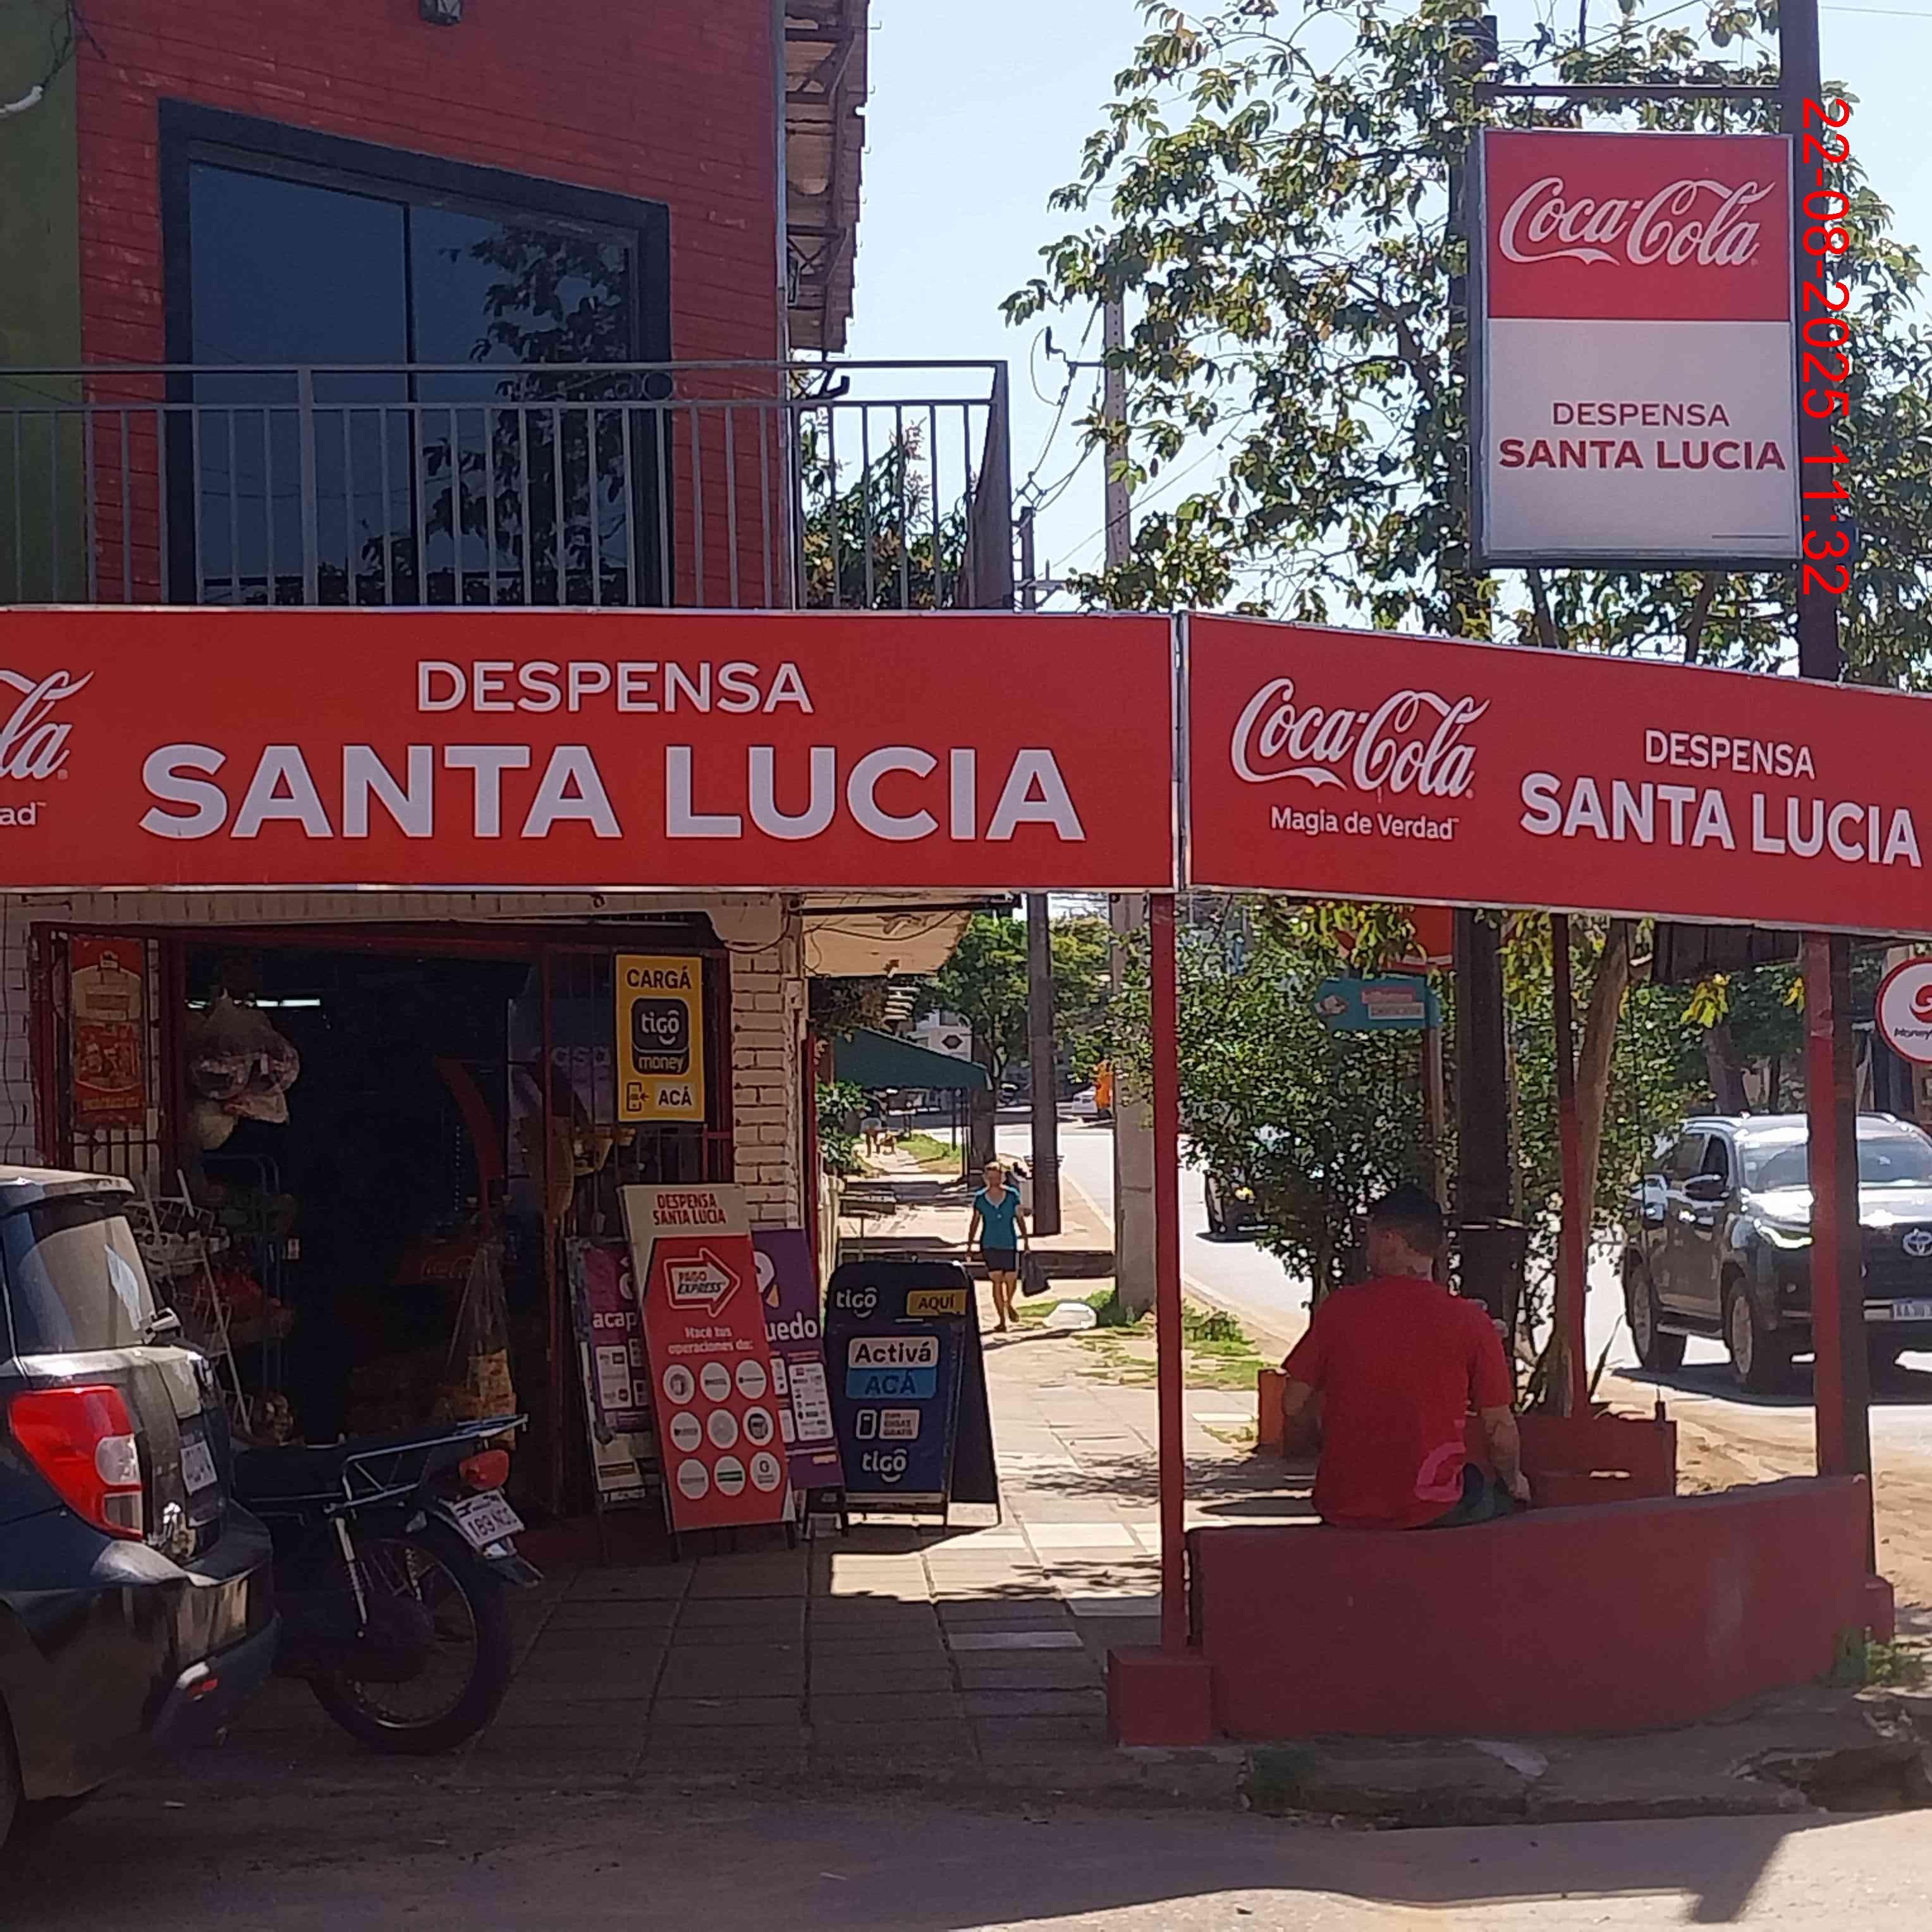 Coca-Cola
DESPENSA
SANTA LUCIA
22-08-2025 11:32
DESPENSA
SANTA LUCIA
Coca-Cola
Magia de Verdad
DESPENSA
SANTA LUCIA
CARGÁ
tigo
money
ACÁ
DESPENSA
SANTA LUCIA
PAGO
EXPRESS
Hacé tus
operaciones de:
tigo
AQUÍ
Activá
ACÁ
tigo